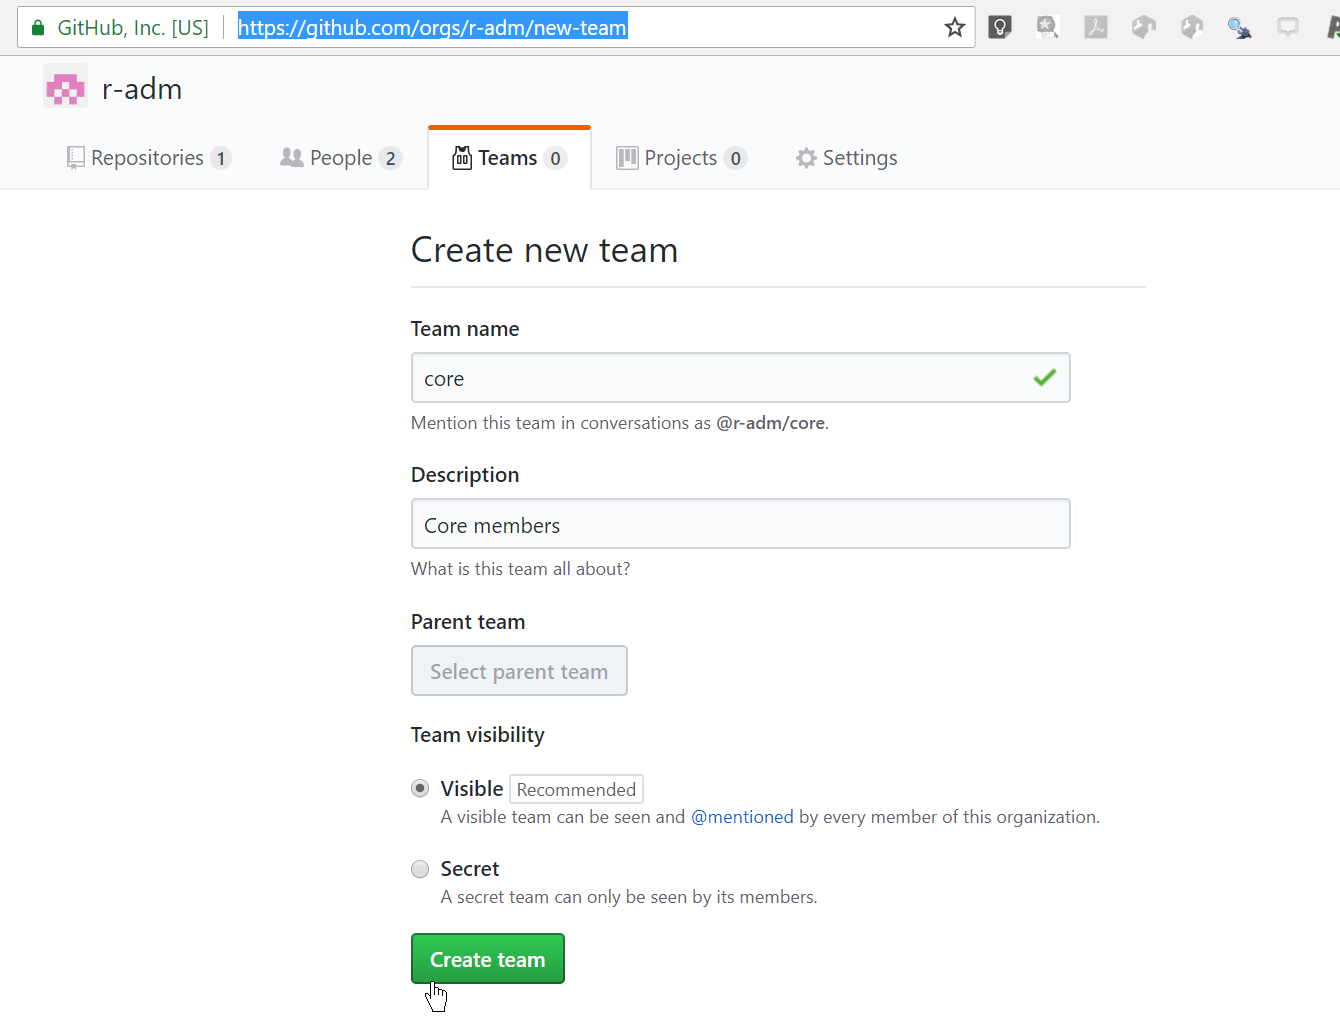 GitHub, Inc. [US] https://github.com/orgs/r-adm/new-team
r-adm
Repositories 1 People 2 Teams 0 Projects 0 Settings
Create new team
Team name
core
Mention this team in conversations as @r-adm/core.
Description
Core members
What is this team all about?
Parent team
Select parent team
Team visibility
Visible Recommended
A visible team can be seen and @mentioned by every member of this organization.
Secret
A secret team can only be seen by its members.
Create team